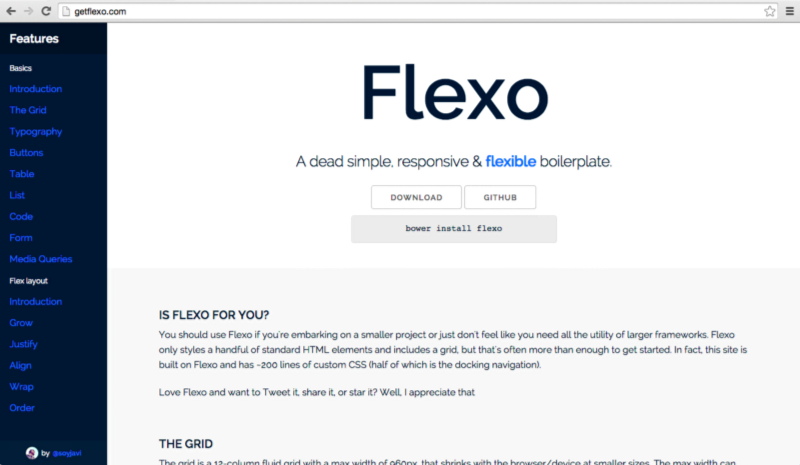 getflexo.com
Features
Basics
Introduction
The Grid
Typography
Buttons
Table
List
Code
Form
Media Queries
Flex layout
Introduction
Grow
Justify
Align
Wrap
Order
by @soyjavi
Flexo
A dead simple, responsive & flexible boilerplate.
DOWNLOAD GITHUB
bower install flexo
IS FLEXO FOR YOU?
You should use Flexo if you're embarking on a smaller project or just don't feel like you need all the utility of larger frameworks. Flexo
only styles a handful of standard HTML elements and includes a grid, but that's often more than enough to get started. In fact, this site is
built on Flexo and has ~200 lines of custom CSS (half of which is the docking navigation).
Love Flexo and want to Tweet it, share it, or star it? Well, I appreciate that
THE GRID
The grid is a 12-column fluid grid with a max width of 960px, that shrinks with the browser/device at smaller sizes. The max width can